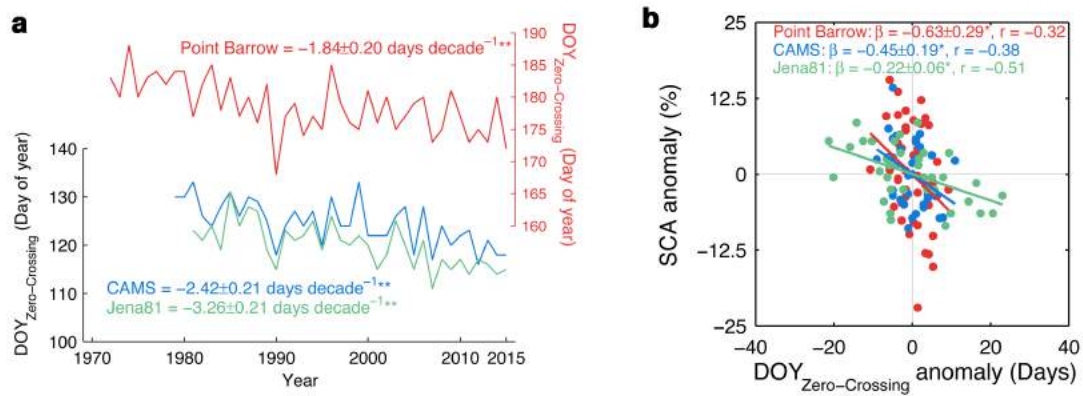 a
Point Barrow = −1.84±0.20 days decade⁻¹**
190
185
180
175
170
165
160
DOY_Zero−Crossing (Day of year)
140
130
120
110
100
DOY_Zero−Crossing (Day of year)
CAMS = −2.42±0.21 days decade⁻¹**
Jena81 = −3.26±0.21 days decade⁻¹**
1970 1980 1990 2000 2010 2015
Year
b
Point Barrow: β = −0.63±0.29*, r = −0.32
CAMS: β = −0.45±0.19*, r = −0.38
Jena81: β = −0.22±0.06*, r = −0.51
25
12.5
0
−12.5
−25
SCA anomaly (%)
−40 −20 0 20 40
DOY_Zero−Crossing anomaly (Days)